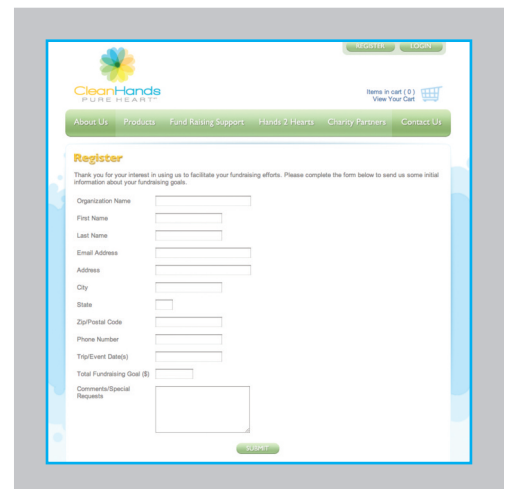 REGISTER LOGIN
CleanHands
PURE HEART™
Items in cart ( 0 )
View Your Cart
About Us Products Fund Raising Support Hands 2 Hearts Charity Partners Contact Us
Register
Thank you for your interest in using us to facilitate your fundraising efforts. Please complete the form below to send us some initial
information about your fundraising goals.
Organization Name
First Name
Last Name
Email Address
Address
City
State
Zip/Postal Code
Phone Number
Trip/Event Date(s)
Total Fundraising Goal ($)
Comments/Special
Requests
SUBMIT